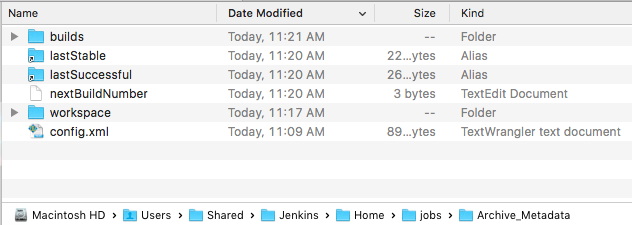 Name Date Modified Size Kind
builds Today, 11:21 AM -- Folder
lastStable Today, 11:20 AM 22...ytes Alias
lastSuccessful Today, 11:20 AM 26...ytes Alias
nextBuildNumber Today, 11:20 AM 3 bytes TextEdit Document
workspace Today, 11:17 AM -- Folder
config.xml Today, 11:09 AM 89...ytes TextWrangler text document
Macintosh HD Users Shared Jenkins Home jobs Archive_Metadata